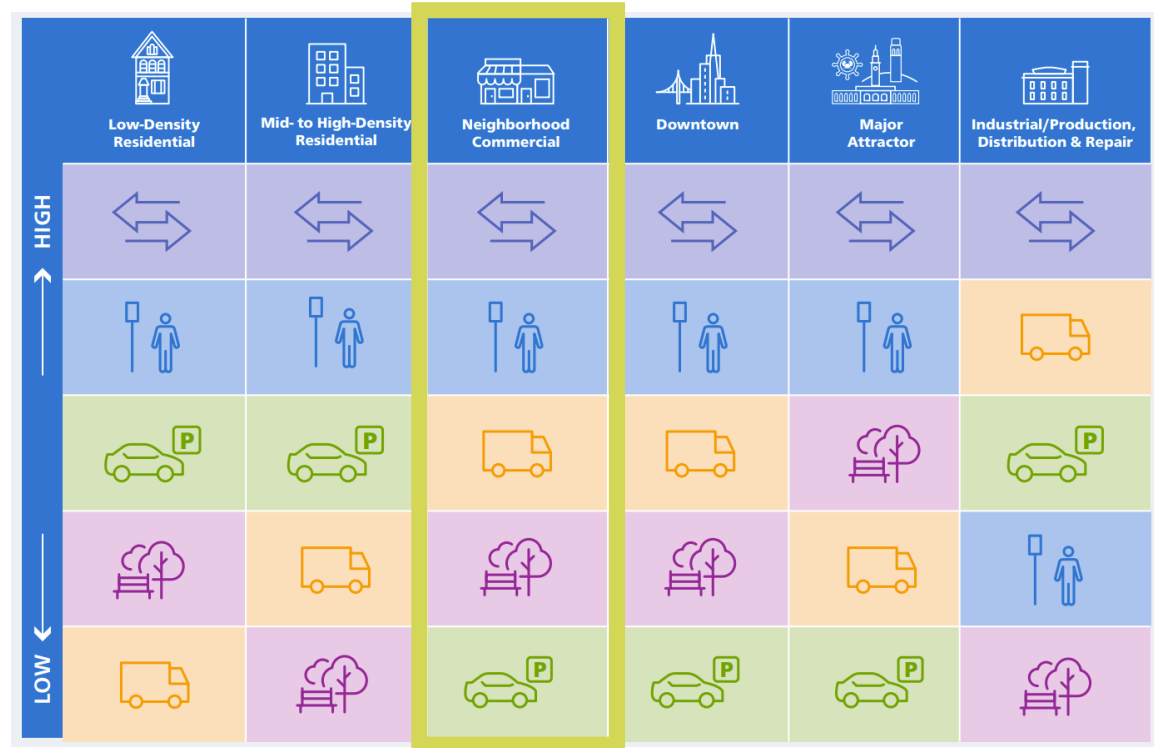 Low-Density
Residential
Mid- to High-Density
Residential
Neighborhood
Commercial
Downtown
Major
Attractor
Industrial/Production,
Distribution & Repair
HIGH
P
P
P
P
LOW
P
P
P